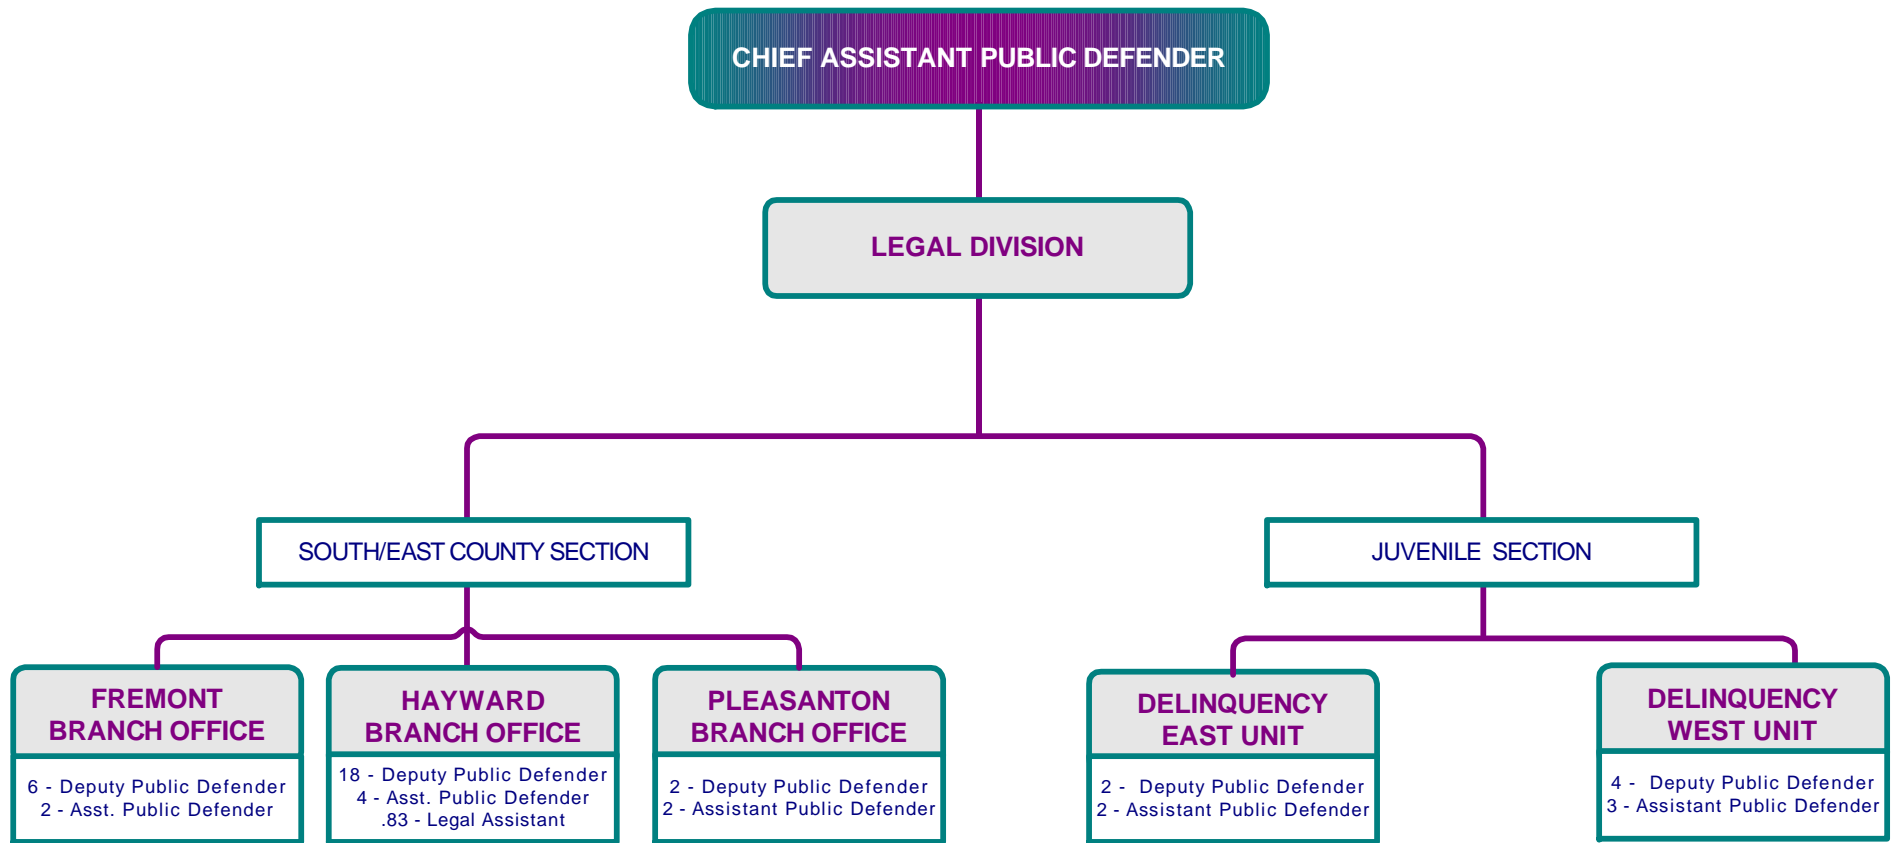 CHIEF ASSISTANT PUBLIC DEFENDER
LEGAL DIVISION
SOUTH/EAST COUNTY SECTION
JUVENILE SECTION
FREMONT
BRANCH OFFICE
6 - Deputy Public Defender
2 - Asst. Public Defender
HAYWARD
BRANCH OFFICE
18 - Deputy Public Defender
4 - Asst. Public Defender
.83 - Legal Assistant
PLEASANTON
BRANCH OFFICE
2 - Deputy Public Defender
2 - Assistant Public Defender
DELINQUENCY
EAST UNIT
2 - Deputy Public Defender
2 - Assistant Public Defender
DELINQUENCY
WEST UNIT
4 - Deputy Public Defender
3 - Assistant Public Defender